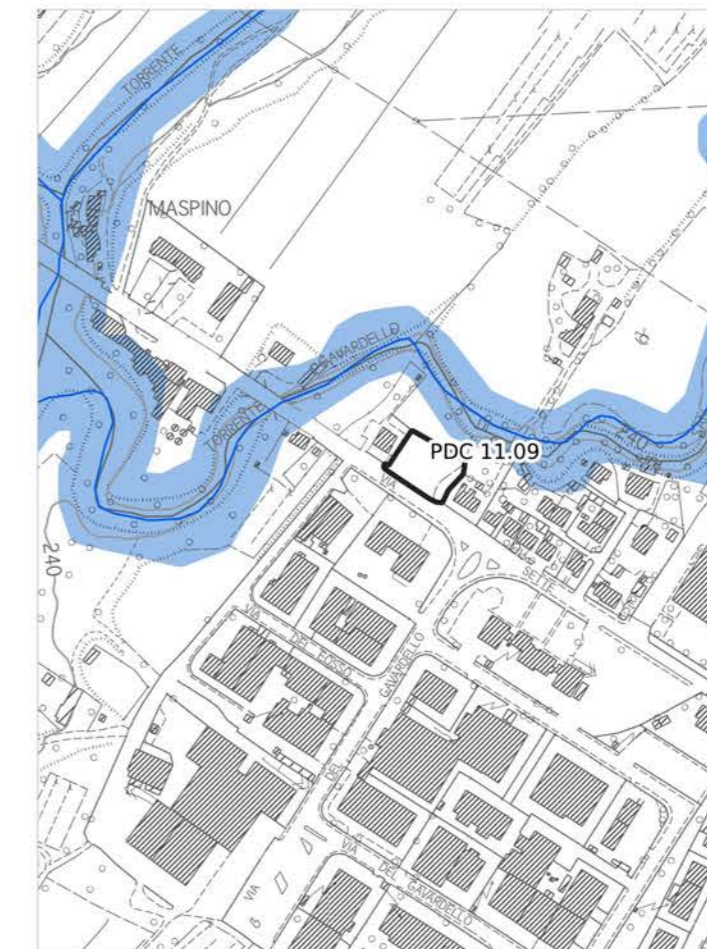 TORRENTE
MASPINO
GAVARDELLO
TORRENTE
PDC 11.09
VIA
SETTE
240
VIA
DEL FOSSO
GAVARDELLO
DEL
VIA
VIA
DEL GAVARDELLO